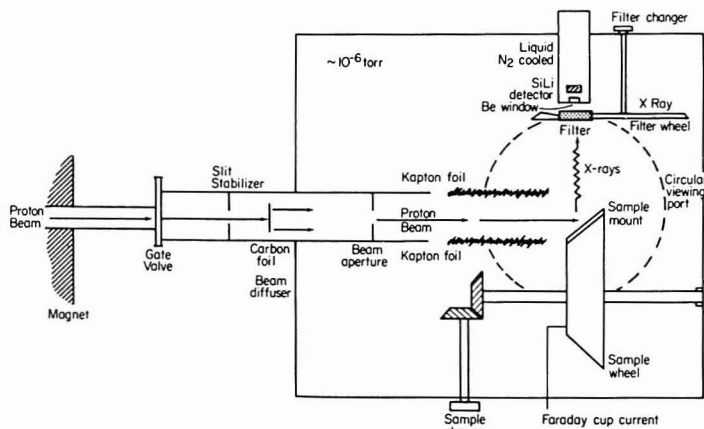 Filter changer
Liquid
N2 cooled
~10-6 torr
SiLi
detector
Be window
X Ray
Filter wheel
Filter
Slit
Stabilizer
Kapton foil
X-rays
Circular
viewing
port
Sample
mount
Proton
Beam
Proton
Beam
Gate
Valve
Carbon
foil
Beam
aperture
Kapton foil
Beam
diffuser
Magnet
Sample
wheel
Sample
Faraday cup current